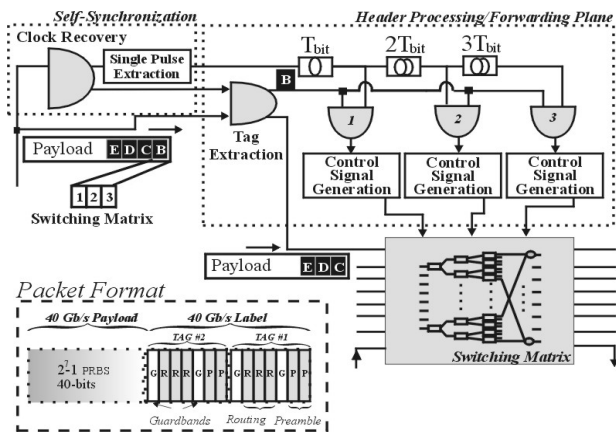 Self-Synchronization
Header Processing/Forwarding Plane
Clock Recovery
Single Pulse
Extraction
Tbit
2Tbit
3Tbit
B
Tag
Extraction
1
2
3
Payload E D C B
1 2 3
Switching Matrix
Control
Signal
Generation
Control
Signal
Generation
Control
Signal
Generation
Payload E D C
Switching Matrix
Packet Format
40 Gb/s Payload
40 Gb/s Label
TAG #2
TAG #1
2^7-1 PRBS
40-bits
G R R R G P P G R R R G P P
Guardbands
Routing
Preamble